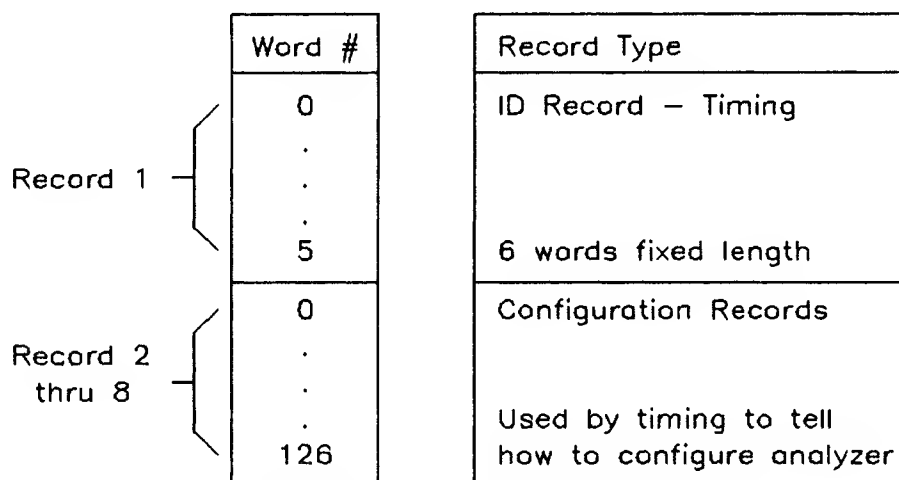 Word # Record Type
0 ID Record – Timing
.
Record 1 .
.
5 6 words fixed length
0 Configuration Records
.
Record 2
thru 8 .
. Used by timing to tell
126 how to configure analyzer